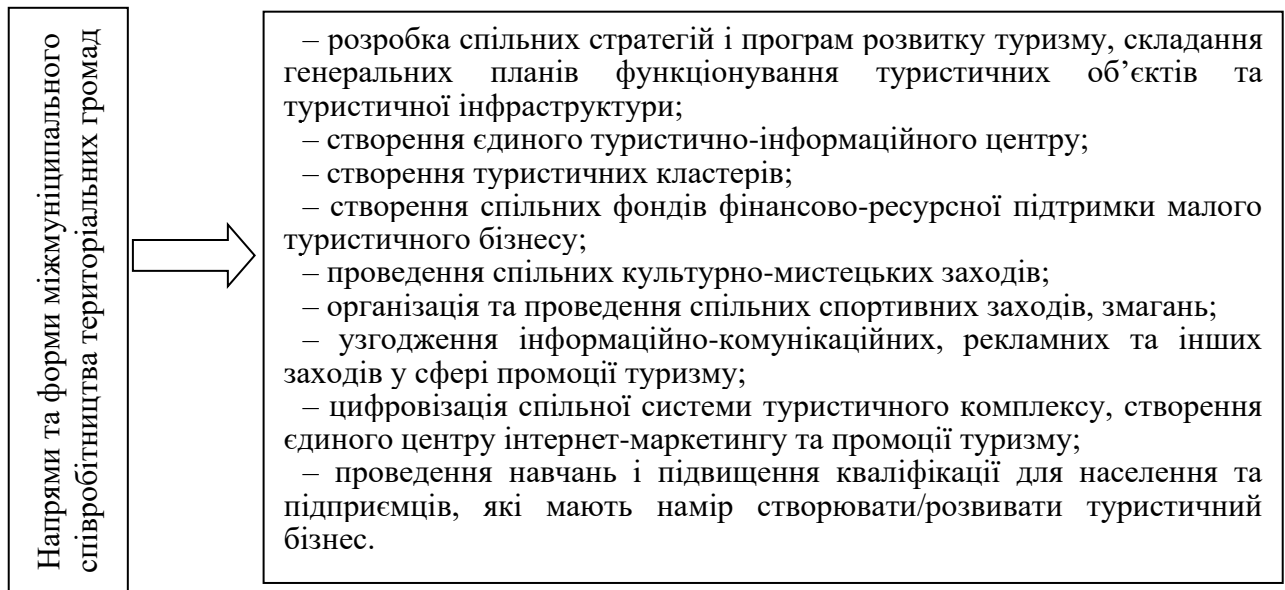 Напрями та форми міжмуніципального
співробітництва територіальних громад
– розробка спільних стратегій і програм розвитку туризму, складання
генеральних планів функціонування туристичних об’єктів та
туристичної інфраструктури;
– створення єдиного туристично-інформаційного центру;
– створення туристичних кластерів;
– створення спільних фондів фінансово-ресурсної підтримки малого
туристичного бізнесу;
– проведення спільних культурно-мистецьких заходів;
– організація та проведення спільних спортивних заходів, змагань;
– узгодження інформаційно-комунікаційних, рекламних та інших
заходів у сфері промоції туризму;
– цифровізація спільної системи туристичного комплексу, створення
єдиного центру інтернет-маркетингу та промоції туризму;
– проведення навчань і підвищення кваліфікації для населення та
підприємців, які мають намір створювати/розвивати туристичний
бізнес.